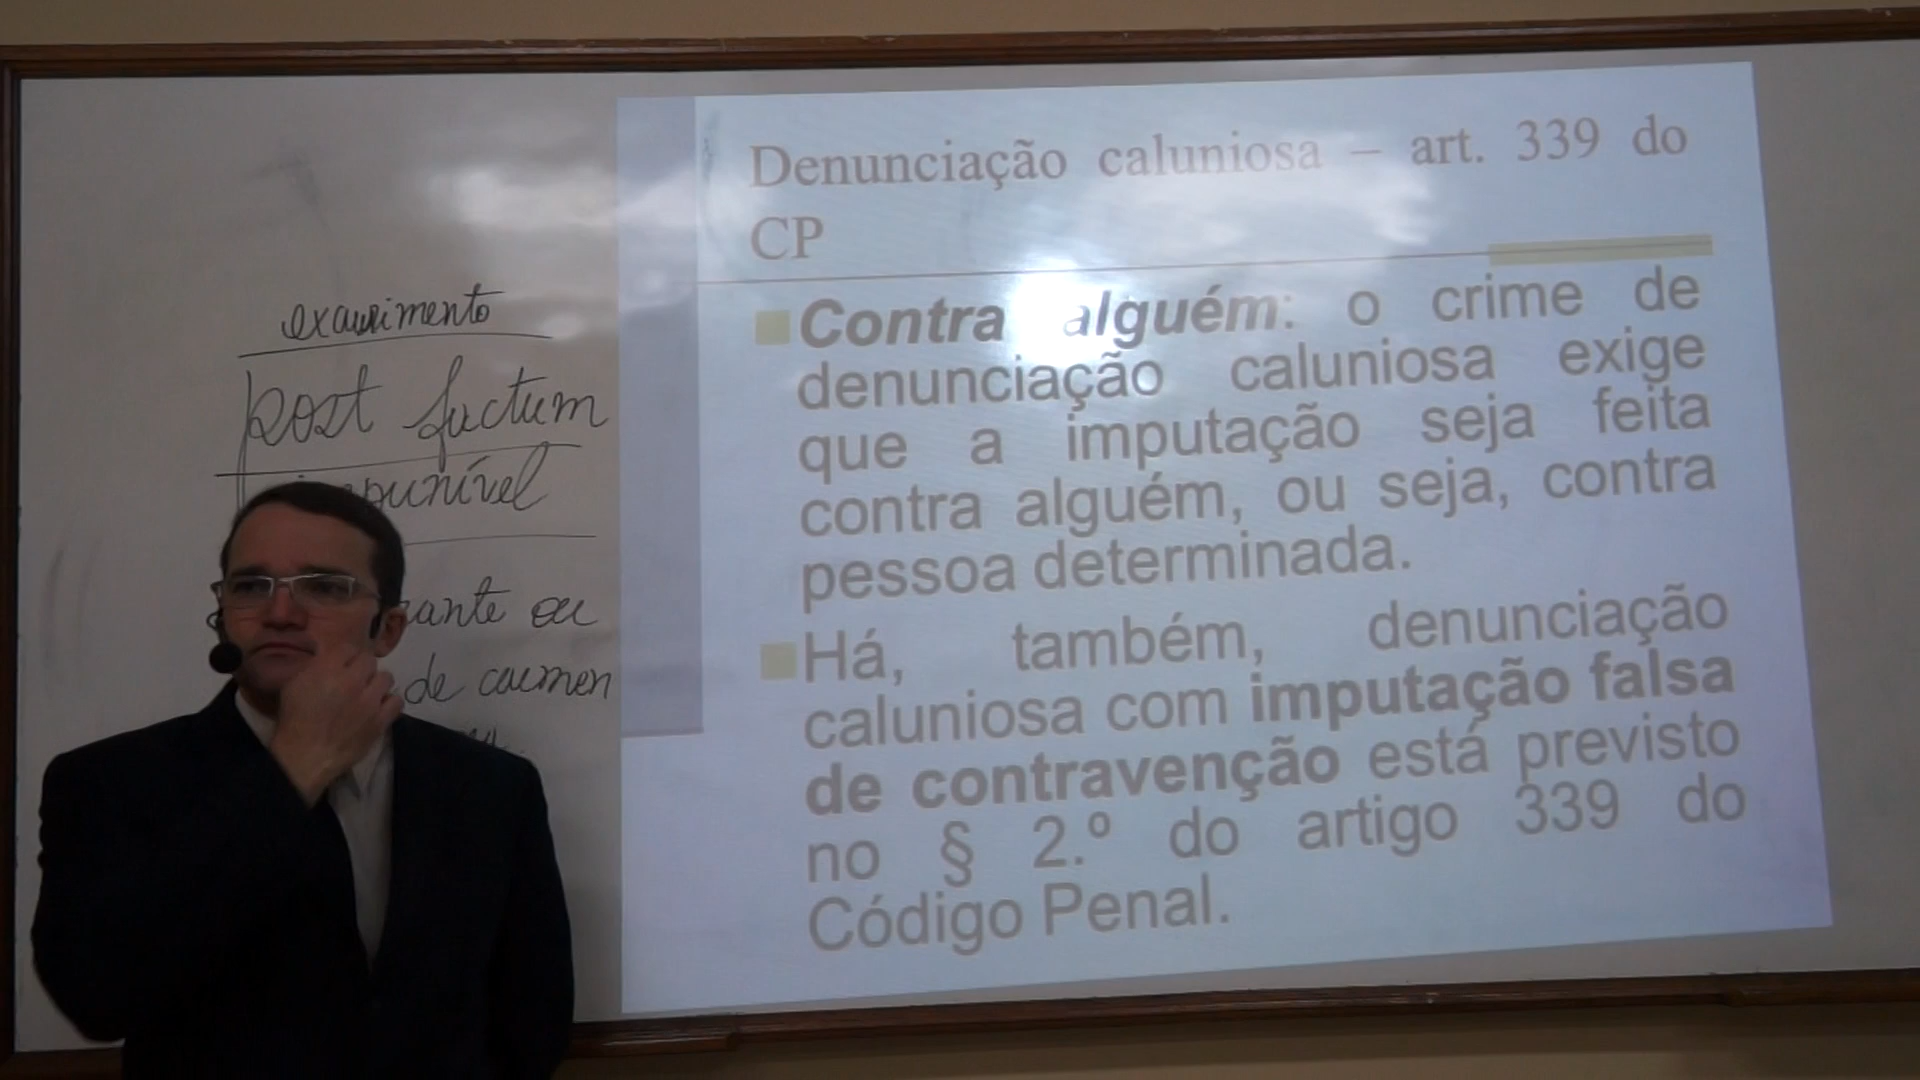 exaurimento
post factum
impunível
ou
de carmen
Denunciação caluniosa – art. 339 do
CP
Contra alguém: o crime de
denunciação caluniosa exige
que a imputação seja feita
contra alguém, ou seja, contra
pessoa determinada.
Há, também, denunciação
caluniosa com imputação falsa
de contravenção está previsto
no § 2.º do artigo 339 do
Código Penal.